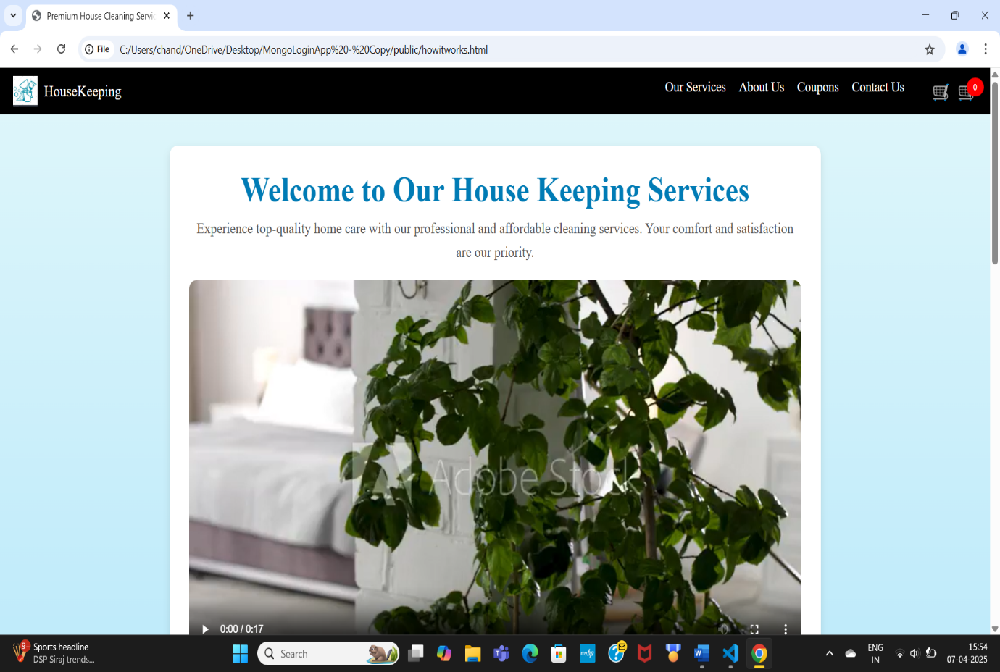 Premium House Cleaning Servic
File
C:/Users/chand/OneDrive/Desktop/MongoLoginApp%20-%20Copy/public/howitworks.html
HouseKeeping
Our Services About Us Coupons Contact Us
0
Welcome to Our House Keeping Services
Experience top-quality home care with our professional and affordable cleaning services. Your comfort and satisfaction
are our priority.
Adobe Stock
0:00 / 0:17
9+
Sports headline
DSP Siraj trends...
Search
myhp
ENG
IN
15:54
07-04-2025